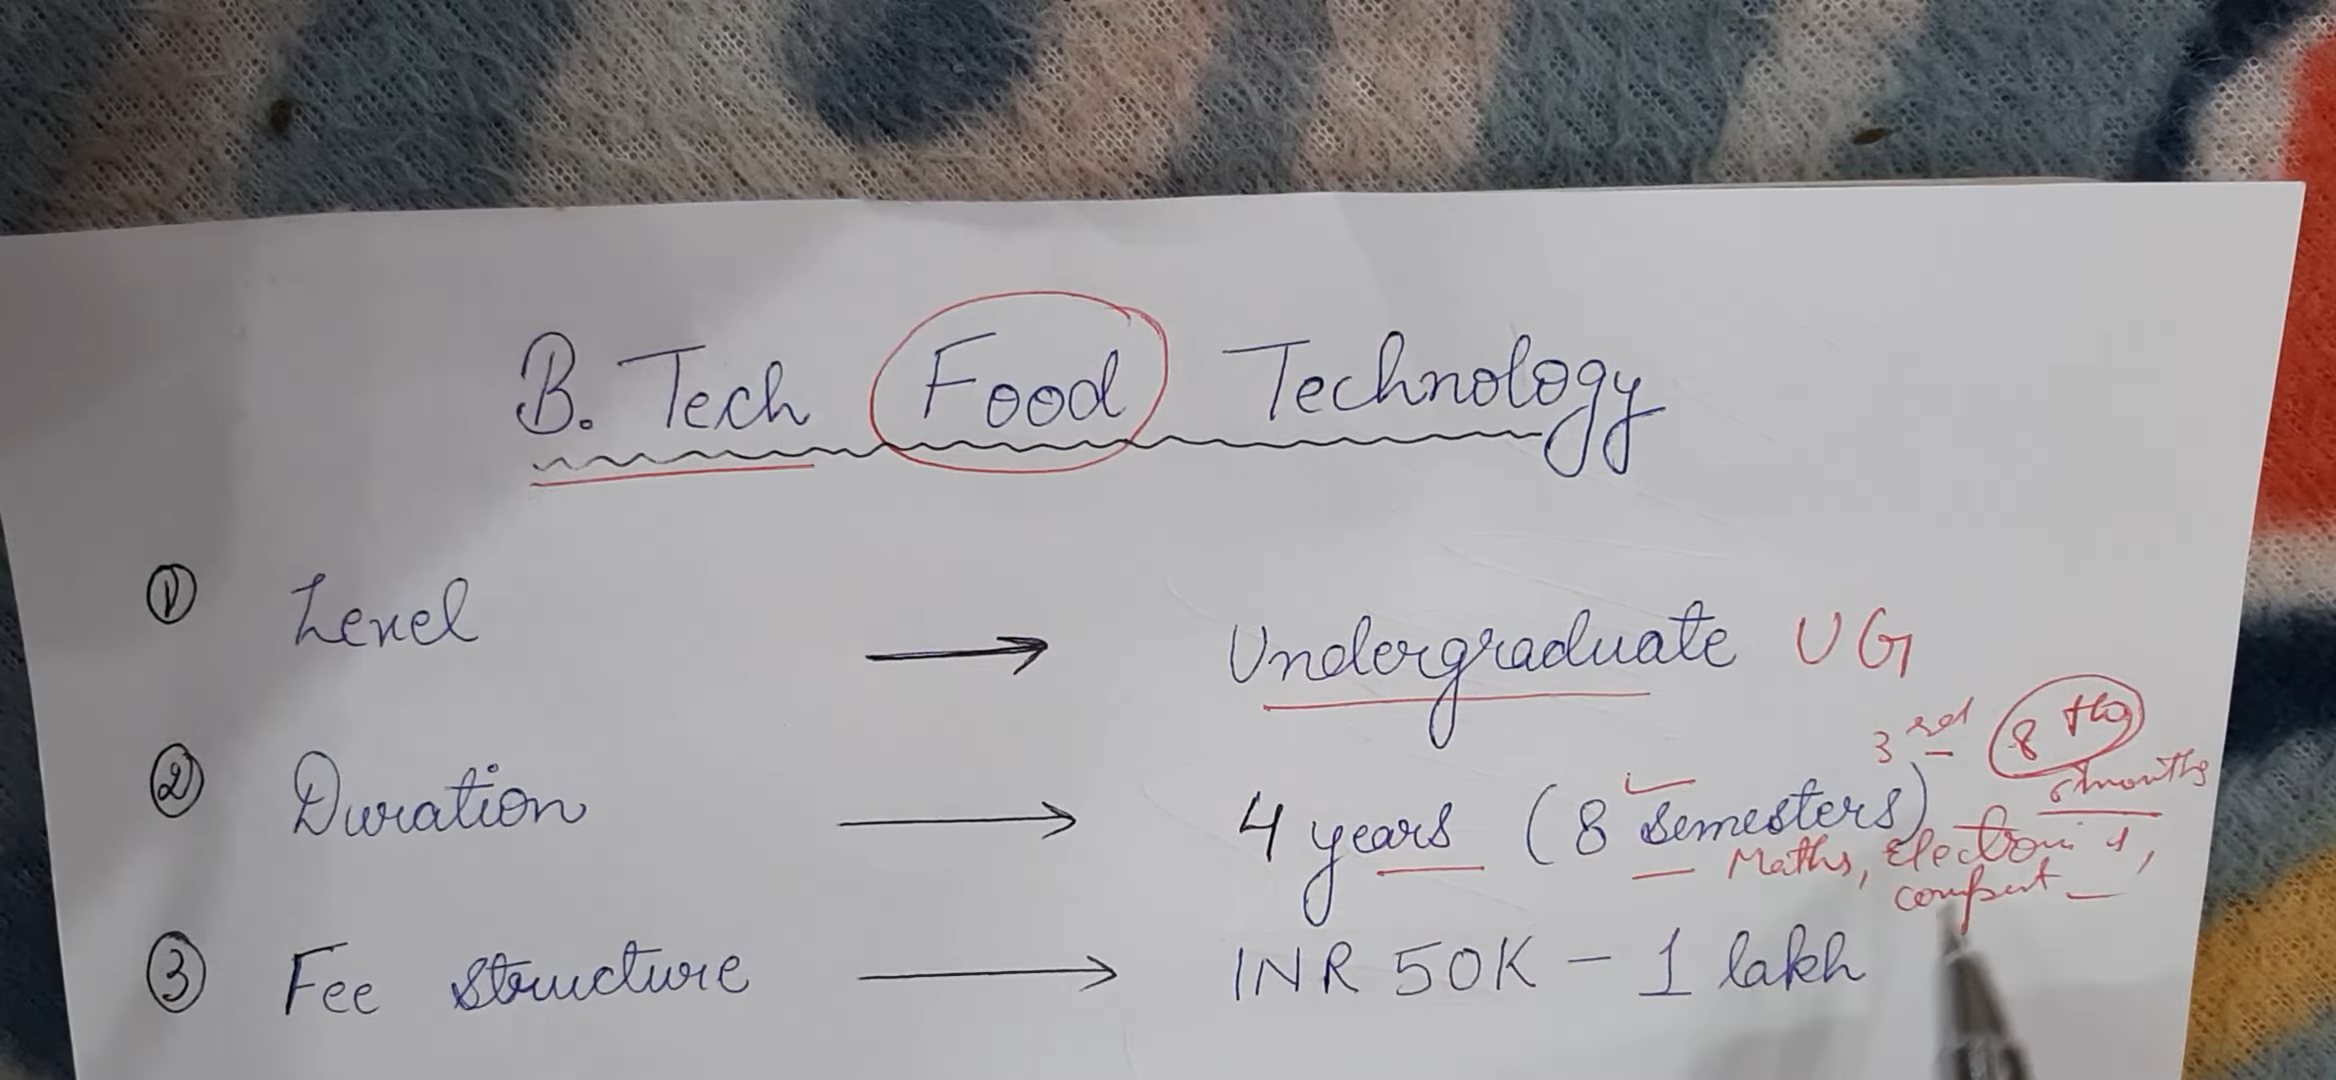 B. Tech Food Technology
① Level → Undergraduate UG
3rd 8th
6 months
② Duration → 4 years (8 semesters)
Maths,
comput
③ Fee structure → INR 50K - 1 lakh